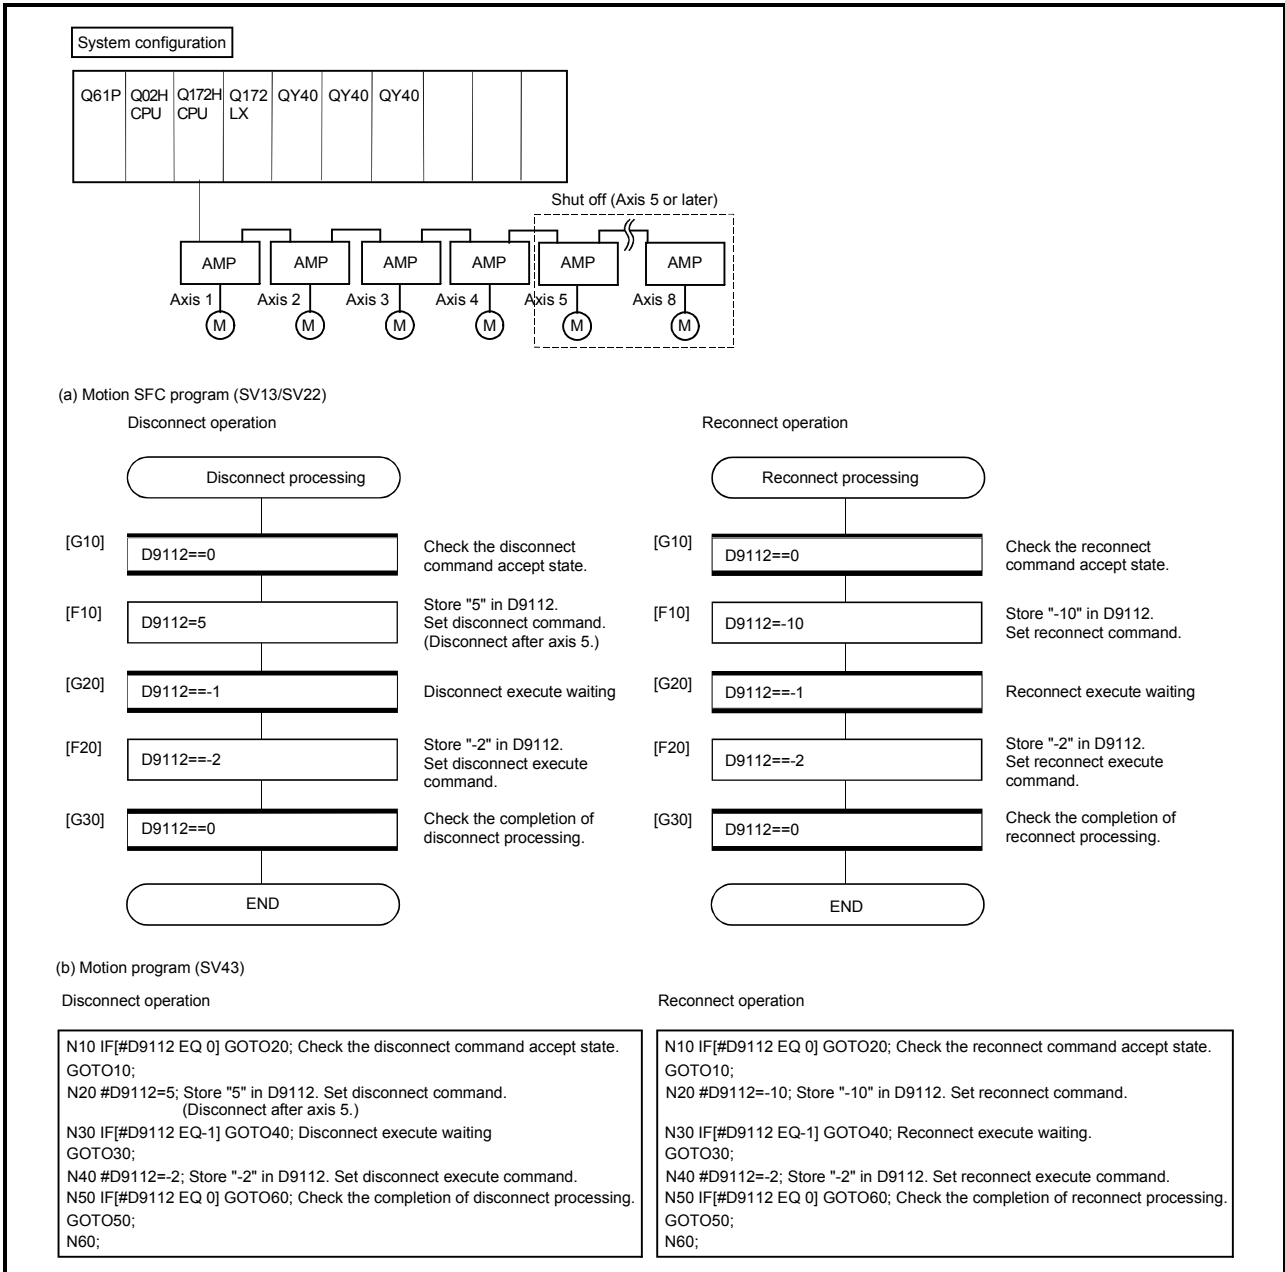 System configuration
Q61P Q02H CPU Q172H CPU Q172 LX QY40 QY40 QY40
Shut off (Axis 5 or later)
AMP AMP AMP AMP AMP AMP
Axis 1 Axis 2 Axis 3 Axis 4 Axis 5 Axis 8
M M M M M M
(a) Motion SFC program (SV13/SV22)
Disconnect operation
Disconnect processing
[G10] D9112==0 Check the disconnect
command accept state.
[F10] D9112=5 Store "5" in D9112.
Set disconnect command.
(Disconnect after axis 5.)
[G20] D9112==-1 Disconnect execute waiting
[F20] D9112==-2 Store "-2" in D9112.
Set disconnect execute
command.
[G30] D9112==0 Check the completion of
disconnect processing.
END
Reconnect operation
Reconnect processing
[G10] D9112==0 Check the reconnect
command accept state.
[F10] D9112=-10 Store "-10" in D9112.
Set reconnect command.
[G20] D9112==-1 Reconnect execute waiting
[F20] D9112==-2 Store "-2" in D9112.
Set reconnect execute
command.
[G30] D9112==0 Check the completion of
reconnect processing.
END
(b) Motion program (SV43)
Disconnect operation
N10 IF[#D9112 EQ 0] GOTO20; Check the disconnect command accept state.
GOTO10;
N20 #D9112=5; Store "5" in D9112. Set disconnect command.
(Disconnect after axis 5.)
N30 IF[#D9112 EQ-1] GOTO40; Disconnect execute waiting
GOTO30;
N40 #D9112=-2; Store "-2" in D9112. Set disconnect execute command.
N50 IF[#D9112 EQ 0] GOTO60; Check the completion of disconnect processing.
GOTO50;
N60;
Reconnect operation
N10 IF[#D9112 EQ 0] GOTO20; Check the reconnect command accept state.
GOTO10;
N20 #D9112=-10; Store "-10" in D9112. Set reconnect command.
N30 IF[#D9112 EQ-1] GOTO40; Reconnect execute waiting.
GOTO30;
N40 #D9112=-2; Store "-2" in D9112. Set reconnect execute command.
N50 IF[#D9112 EQ 0] GOTO60; Check the completion of reconnect processing.
GOTO50;
N60;